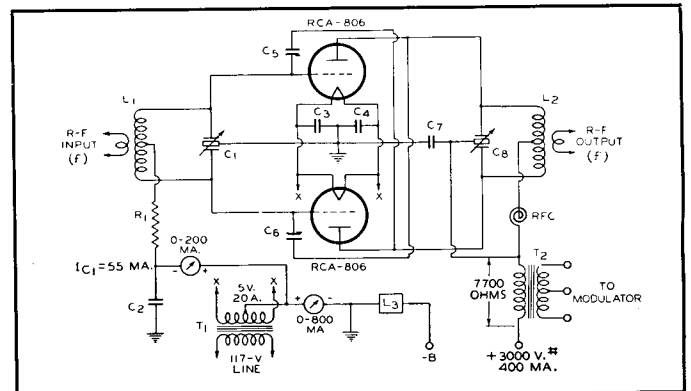 RCA-806
C5
L1
L2
C3
C4
C7
R-F
INPUT
(f)
C1
C8
R-F
OUTPUT
(f)
X
X
R1
RFC
C6
0-200
MA.
RCA-806
T2
IC1=55 MA.
- +
5V.
20A.
X
X
+ -
7700
OHMS
TO
MODULATOR
C2
T1
0-800
MA
L3
117-V
LINE
-B
+3000 V.#
400 MA.